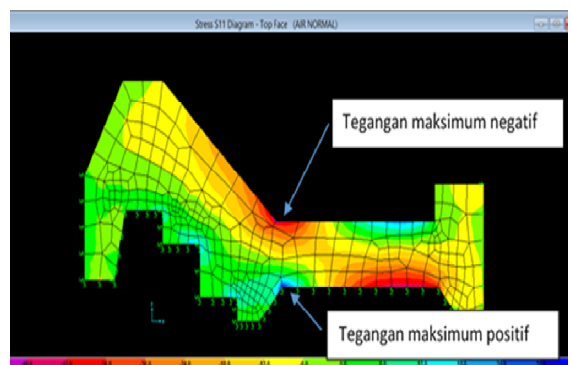 Stress S11 Diagram - Top Face (AIR NORMAL)
Tegangan maksimum negatif
Tegangan maksimum positif